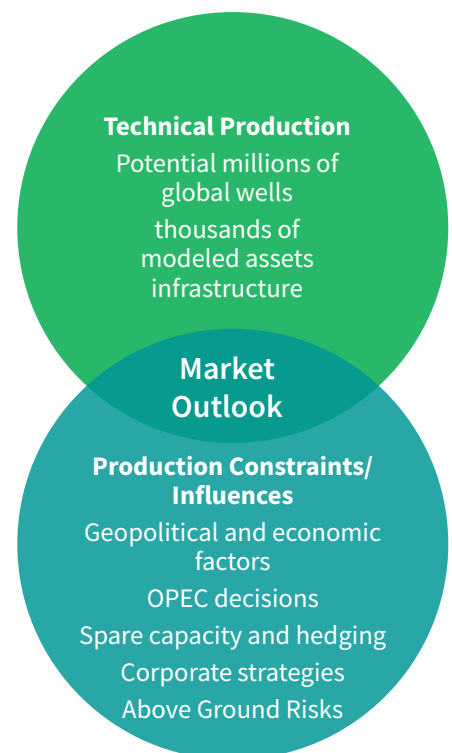 Technical Production
Potential millions of
global wells
thousands of
modeled assets
infrastructure
Market
Outlook
Production Constraints/
Influences
Geopolitical and economic
factors
OPEC decisions
Spare capacity and hedging
Corporate strategies
Above Ground Risks